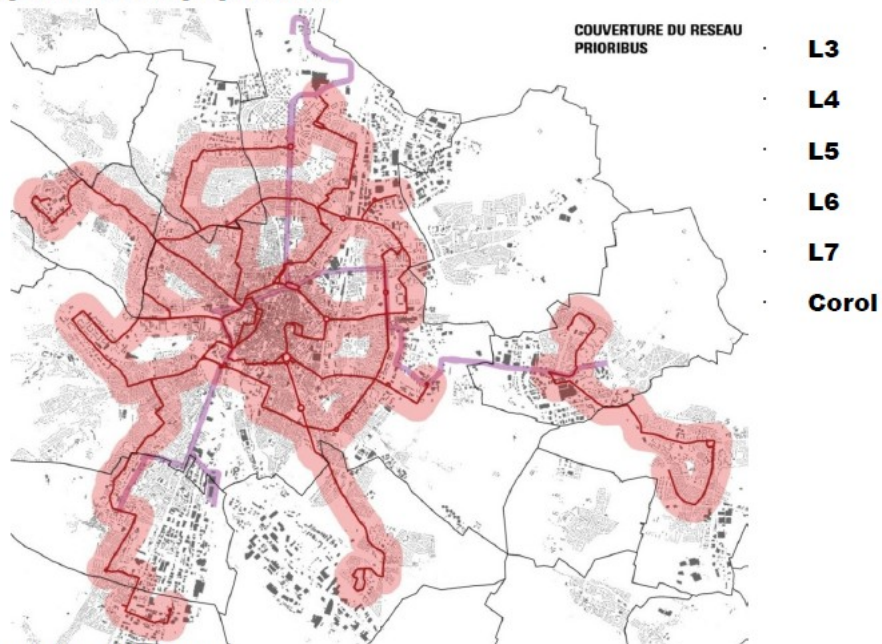 COUVERTURE DU RESEAU
PRIORIBUS
· L3
· L4
· L5
· L6
· L7
· Corol